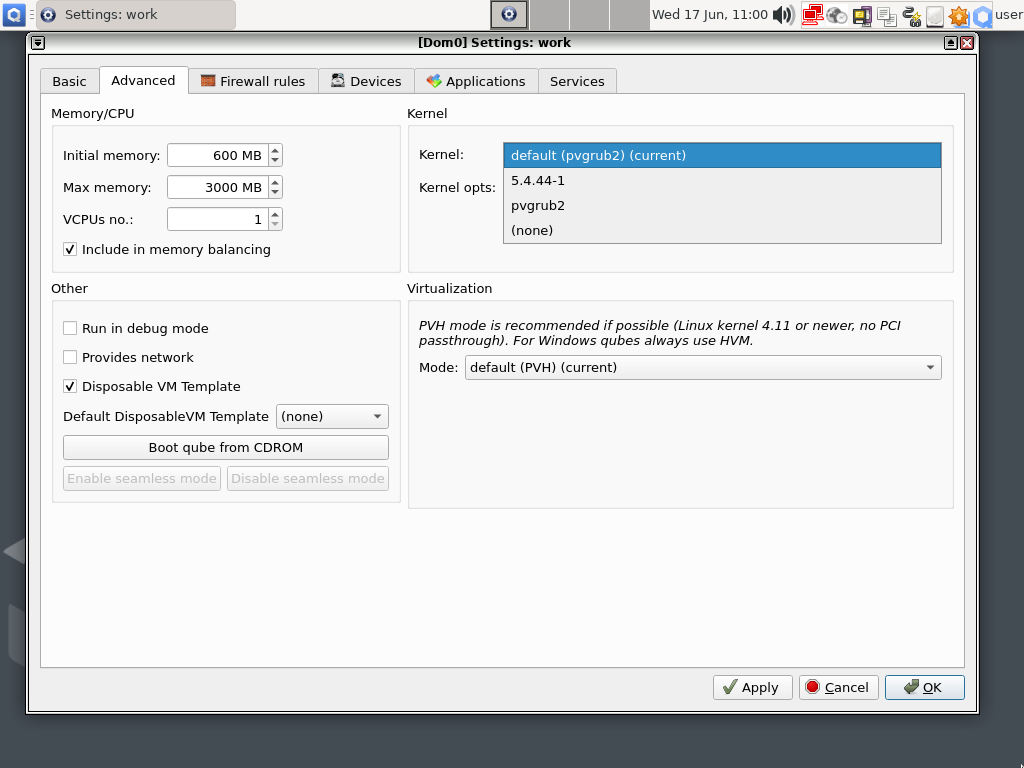 Settings: work
Wed 17 Jun, 11:00
user
[Dom0] Settings: work
Basic
Advanced
Firewall rules
Devices
Applications
Services
Memory/CPU
Initial memory: 600 MB
Max memory: 3000 MB
VCPUs no.: 1
Include in memory balancing
Kernel
Kernel: default (pvgrub2) (current)
5.4.44-1
Kernel opts:
pvgrub2
(none)
Other
Run in debug mode
Provides network
Disposable VM Template
Default DisposableVM Template (none)
Boot qube from CDROM
Enable seamless mode
Disable seamless mode
Virtualization
PVH mode is recommended if possible (Linux kernel 4.11 or newer, no PCI
passthrough). For Windows qubes always use HVM.
Mode: default (PVH) (current)
Apply
Cancel
OK